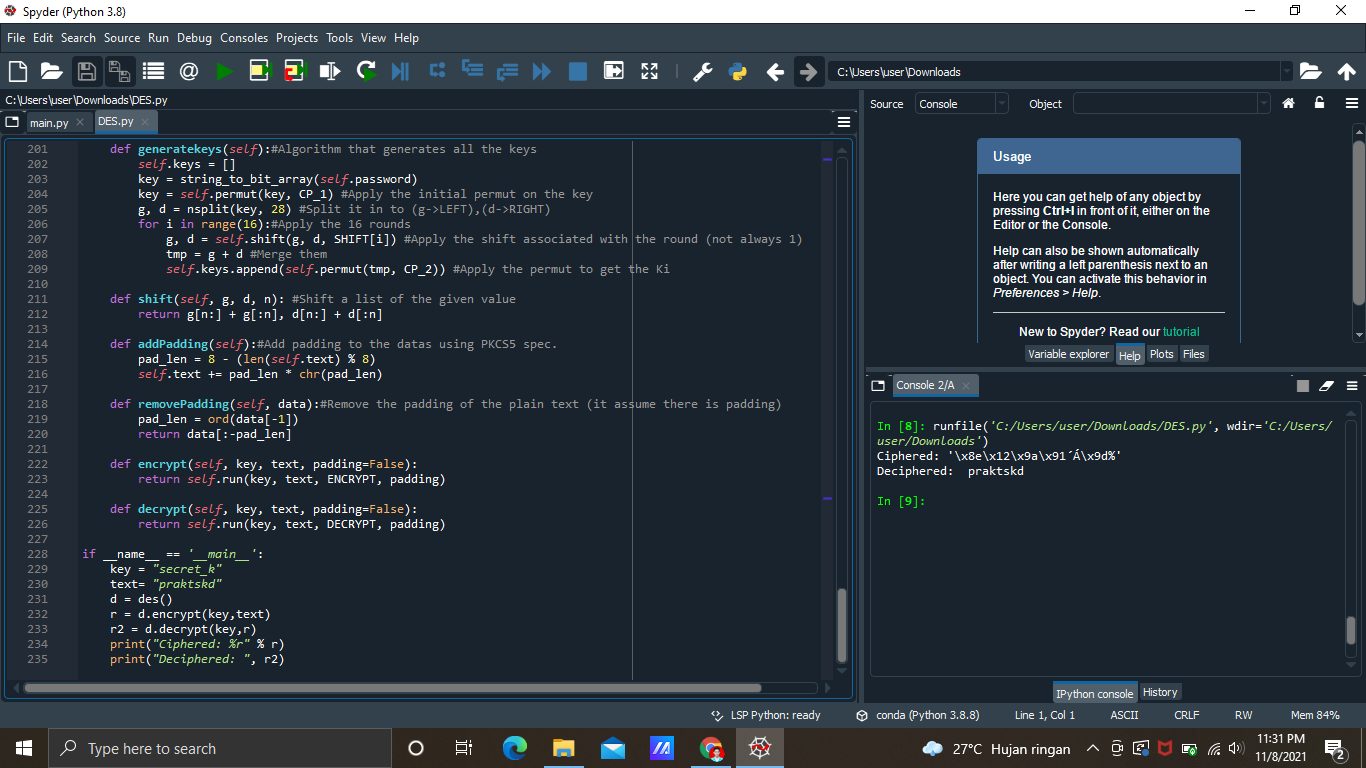 Spyder (Python 3.8)
File Edit Search Source Run Debug Consoles Projects Tools View Help
C:\Users\user\Downloads
C:\Users\user\Downloads\DES.py
main.py DES.py
201 def generatekeys(self):#Algorithm that generates all the keys
202 self.keys = []
203 key = string_to_bit_array(self.password)
204 key = self.permut(key, CP_1) #Apply the initial permut on the key
205 g, d = nsplit(key, 28) #Split it in to (g->LEFT),(d->RIGHT)
206 for i in range(16):#Apply the 16 rounds
207 g, d = self.shift(g, d, SHIFT[i]) #Apply the shift associated with the round (not always 1)
208 tmp = g + d #Merge them
209 self.keys.append(self.permut(tmp, CP_2)) #Apply the permut to get the Ki
210
211 def shift(self, g, d, n): #Shift a list of the given value
212 return g[n:] + g[:n], d[n:] + d[:n]
213
214 def addPadding(self):#Add padding to the datas using PKCS5 spec.
215 pad_len = 8 - (len(self.text) % 8)
216 self.text += pad_len * chr(pad_len)
217
218 def removePadding(self, data):#Remove the padding of the plain text (it assume there is padding)
219 pad_len = ord(data[-1])
220 return data[:-pad_len]
221
222 def encrypt(self, key, text, padding=False):
223 return self.run(key, text, ENCRYPT, padding)
224
225 def decrypt(self, key, text, padding=False):
226 return self.run(key, text, DECRYPT, padding)
227
228 if __name__ == '__main__':
229 key = "secret_k"
230 text= "praktskd"
231 d = des()
232 r = d.encrypt(key,text)
233 r2 = d.decrypt(key,r)
234 print("Ciphered: %r" % r)
235 print("Deciphered: ", r2)
Source Console Object
Usage
Here you can get help of any object by
pressing Ctrl+I in front of it, either on the
Editor or the Console.
Help can also be shown automatically
after writing a left parenthesis next to an
object. You can activate this behavior in
Preferences > Help.
New to Spyder? Read our tutorial
Variable explorer Help Plots Files
Console 2/A
In [8]: runfile('C:/Users/user/Downloads/DES.py', wdir='C:/Users/
user/Downloads')
Ciphered: '\x8e\x12\x9a\x91´Á\x9d%'
Deciphered:  praktskd
In [9]:
IPython console History
LSP Python: ready conda (Python 3.8.8) Line 1, Col 1 ASCII CRLF RW Mem 84%
Type here to search
27°C Hujan ringan
11:31 PM
11/8/2021
2